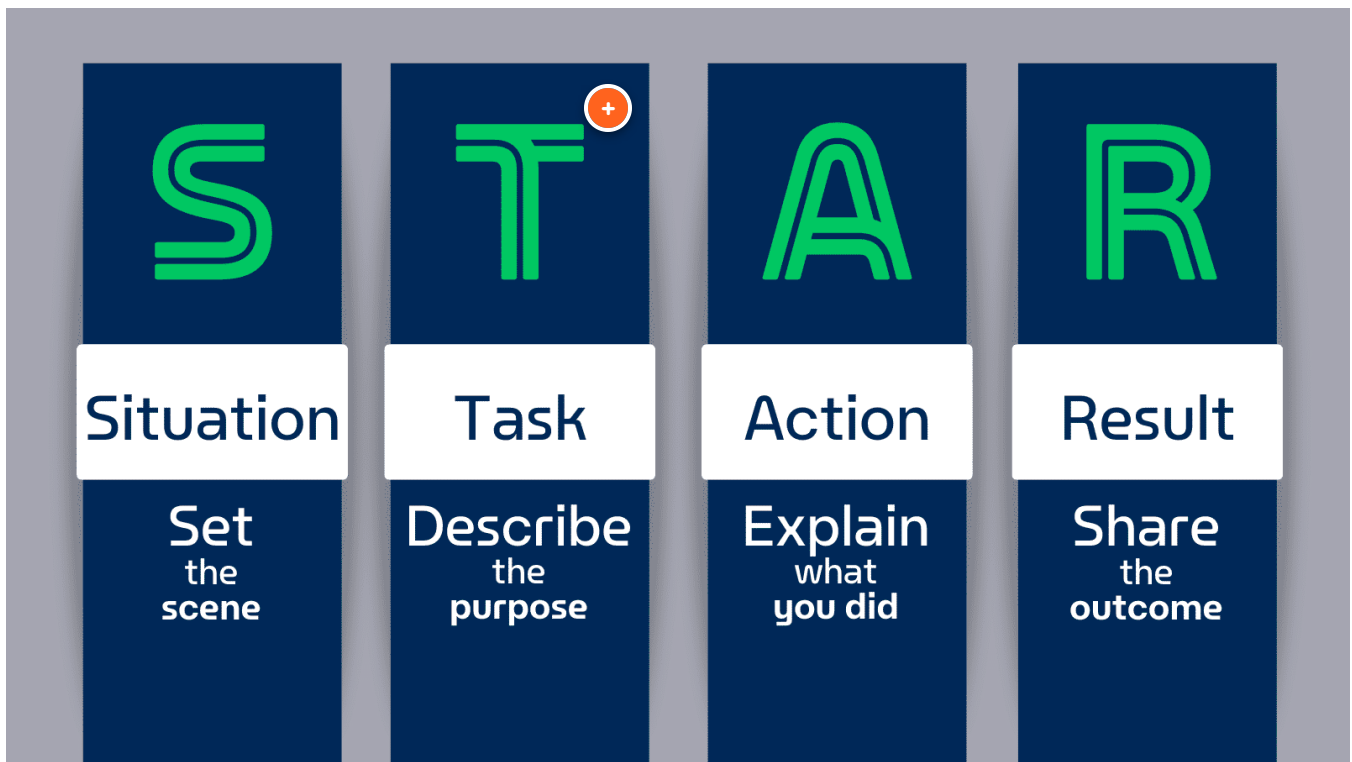 S
T
+
A
R
Situation
Task
Action
Result
Set
the
scene
Describe
the
purpose
Explain
what
you did
Share
the
outcome